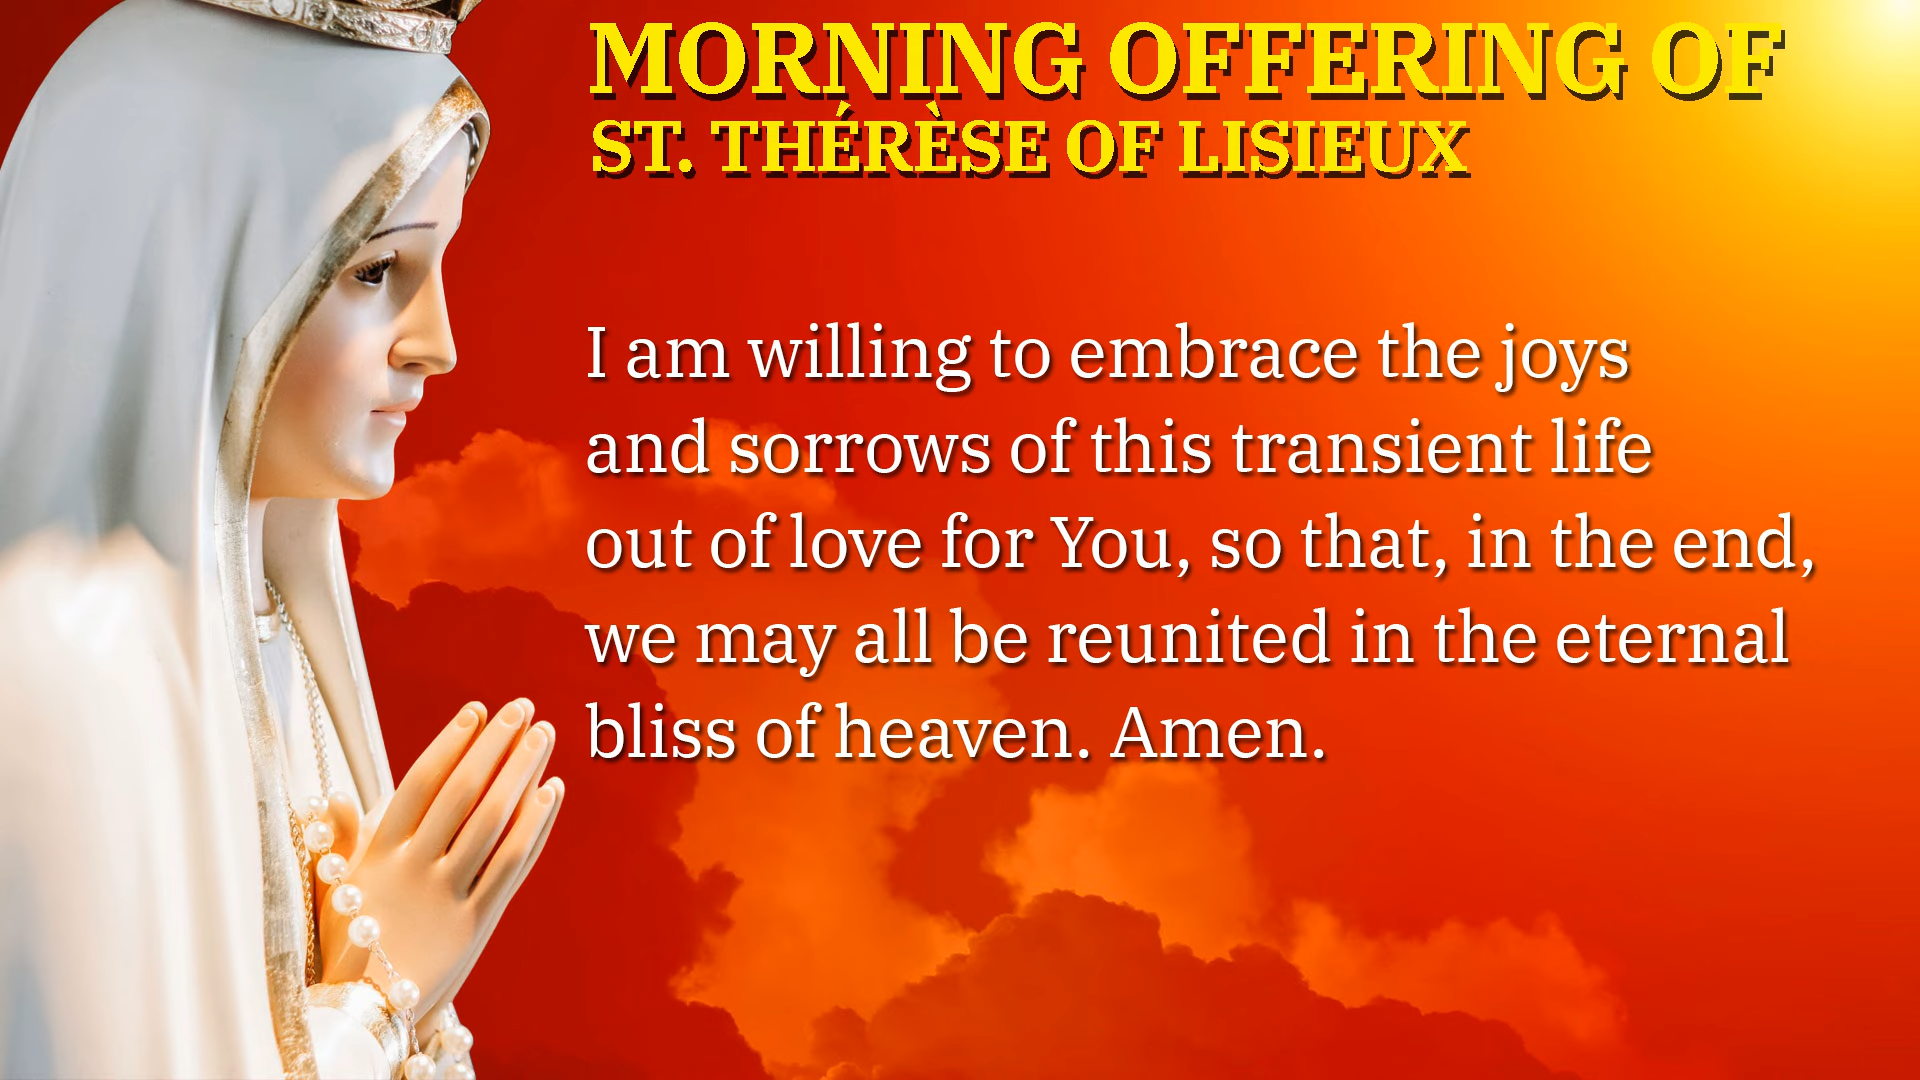 MORNING OFFERING OF
ST. THÉRÈSE OF LISIEUX
I am willing to embrace the joys
and sorrows of this transient life
out of love for You, so that, in the end,
we may all be reunited in the eternal
bliss of heaven. Amen.